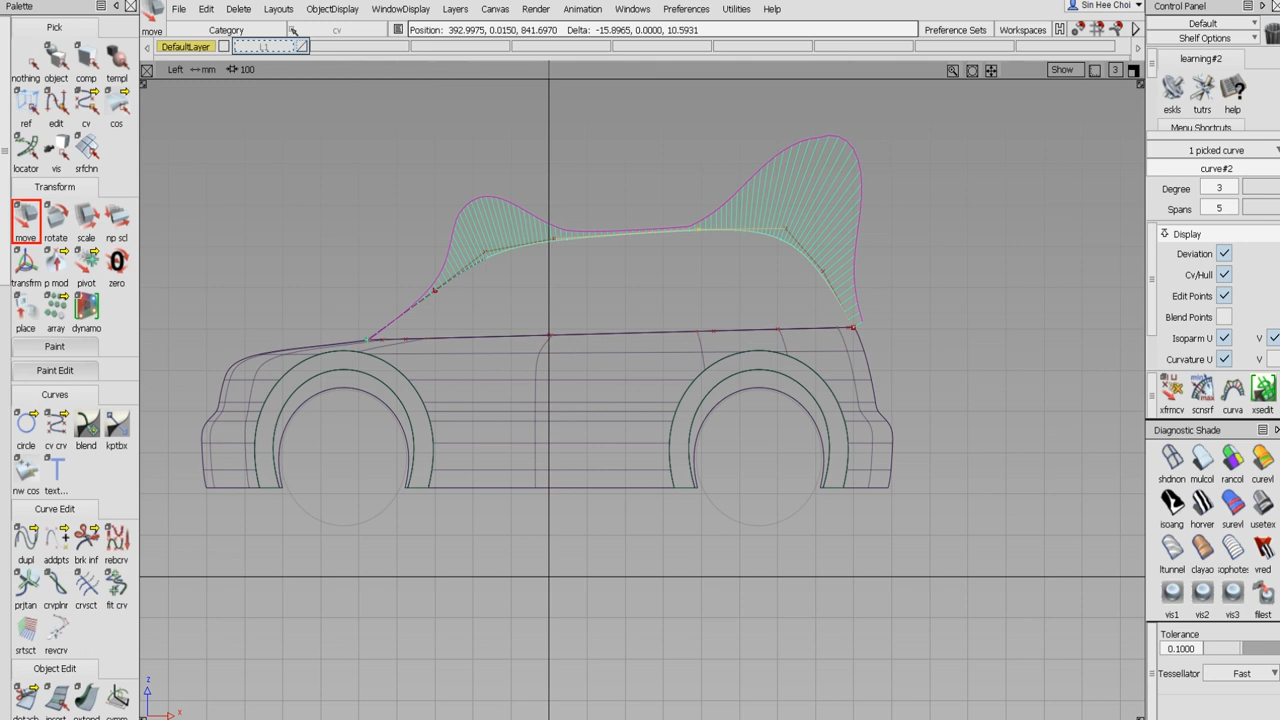 Palette
Pick
nothing object comp templ
ref edit cv cos
locator vis srfchn
Transform
move rotate scale np scl
transfrm p mod pivot zero
place array dynamo
Paint
Paint Edit
Curves
circle cv crv blend kptbx
nw cos text...
Curve Edit
dupl addpts brk inf rebcrv
prjtan crvplnr crvsct fit crv
srtsct revcrv
Object Edit
File Edit Delete Layouts ObjectDisplay WindowDisplay Layers Canvas Render Animation Windows Preferences Utilities Help
Sin Hee Choi
move
Category
cv
Position: 392.9975, 0.0150, 841.6970 Delta: -15.8965, 0.0000, 10.5931
Preference Sets
Workspaces
DefaultLayer
L1
Left mm 100
Show
3
0
z
x
Control Panel
Default
Shelf Options
learning#2
eskls tutrs help
Menu Shortcuts
1 picked curve
curve#2
Degree 3
Spans 5
Display
Deviation
Cv/Hull
Edit Points
Blend Points
Isoparm U V
Curvature U V
xfrmcv scnsrf curva xsedit
Diagnostic Shade
shdnon mulcol rancol curevl
isoang horver surevl usetex
ltunnel clayao vred
vis1 vis2 vis3 filest
Tolerance
0.1000
Tessellator Fast